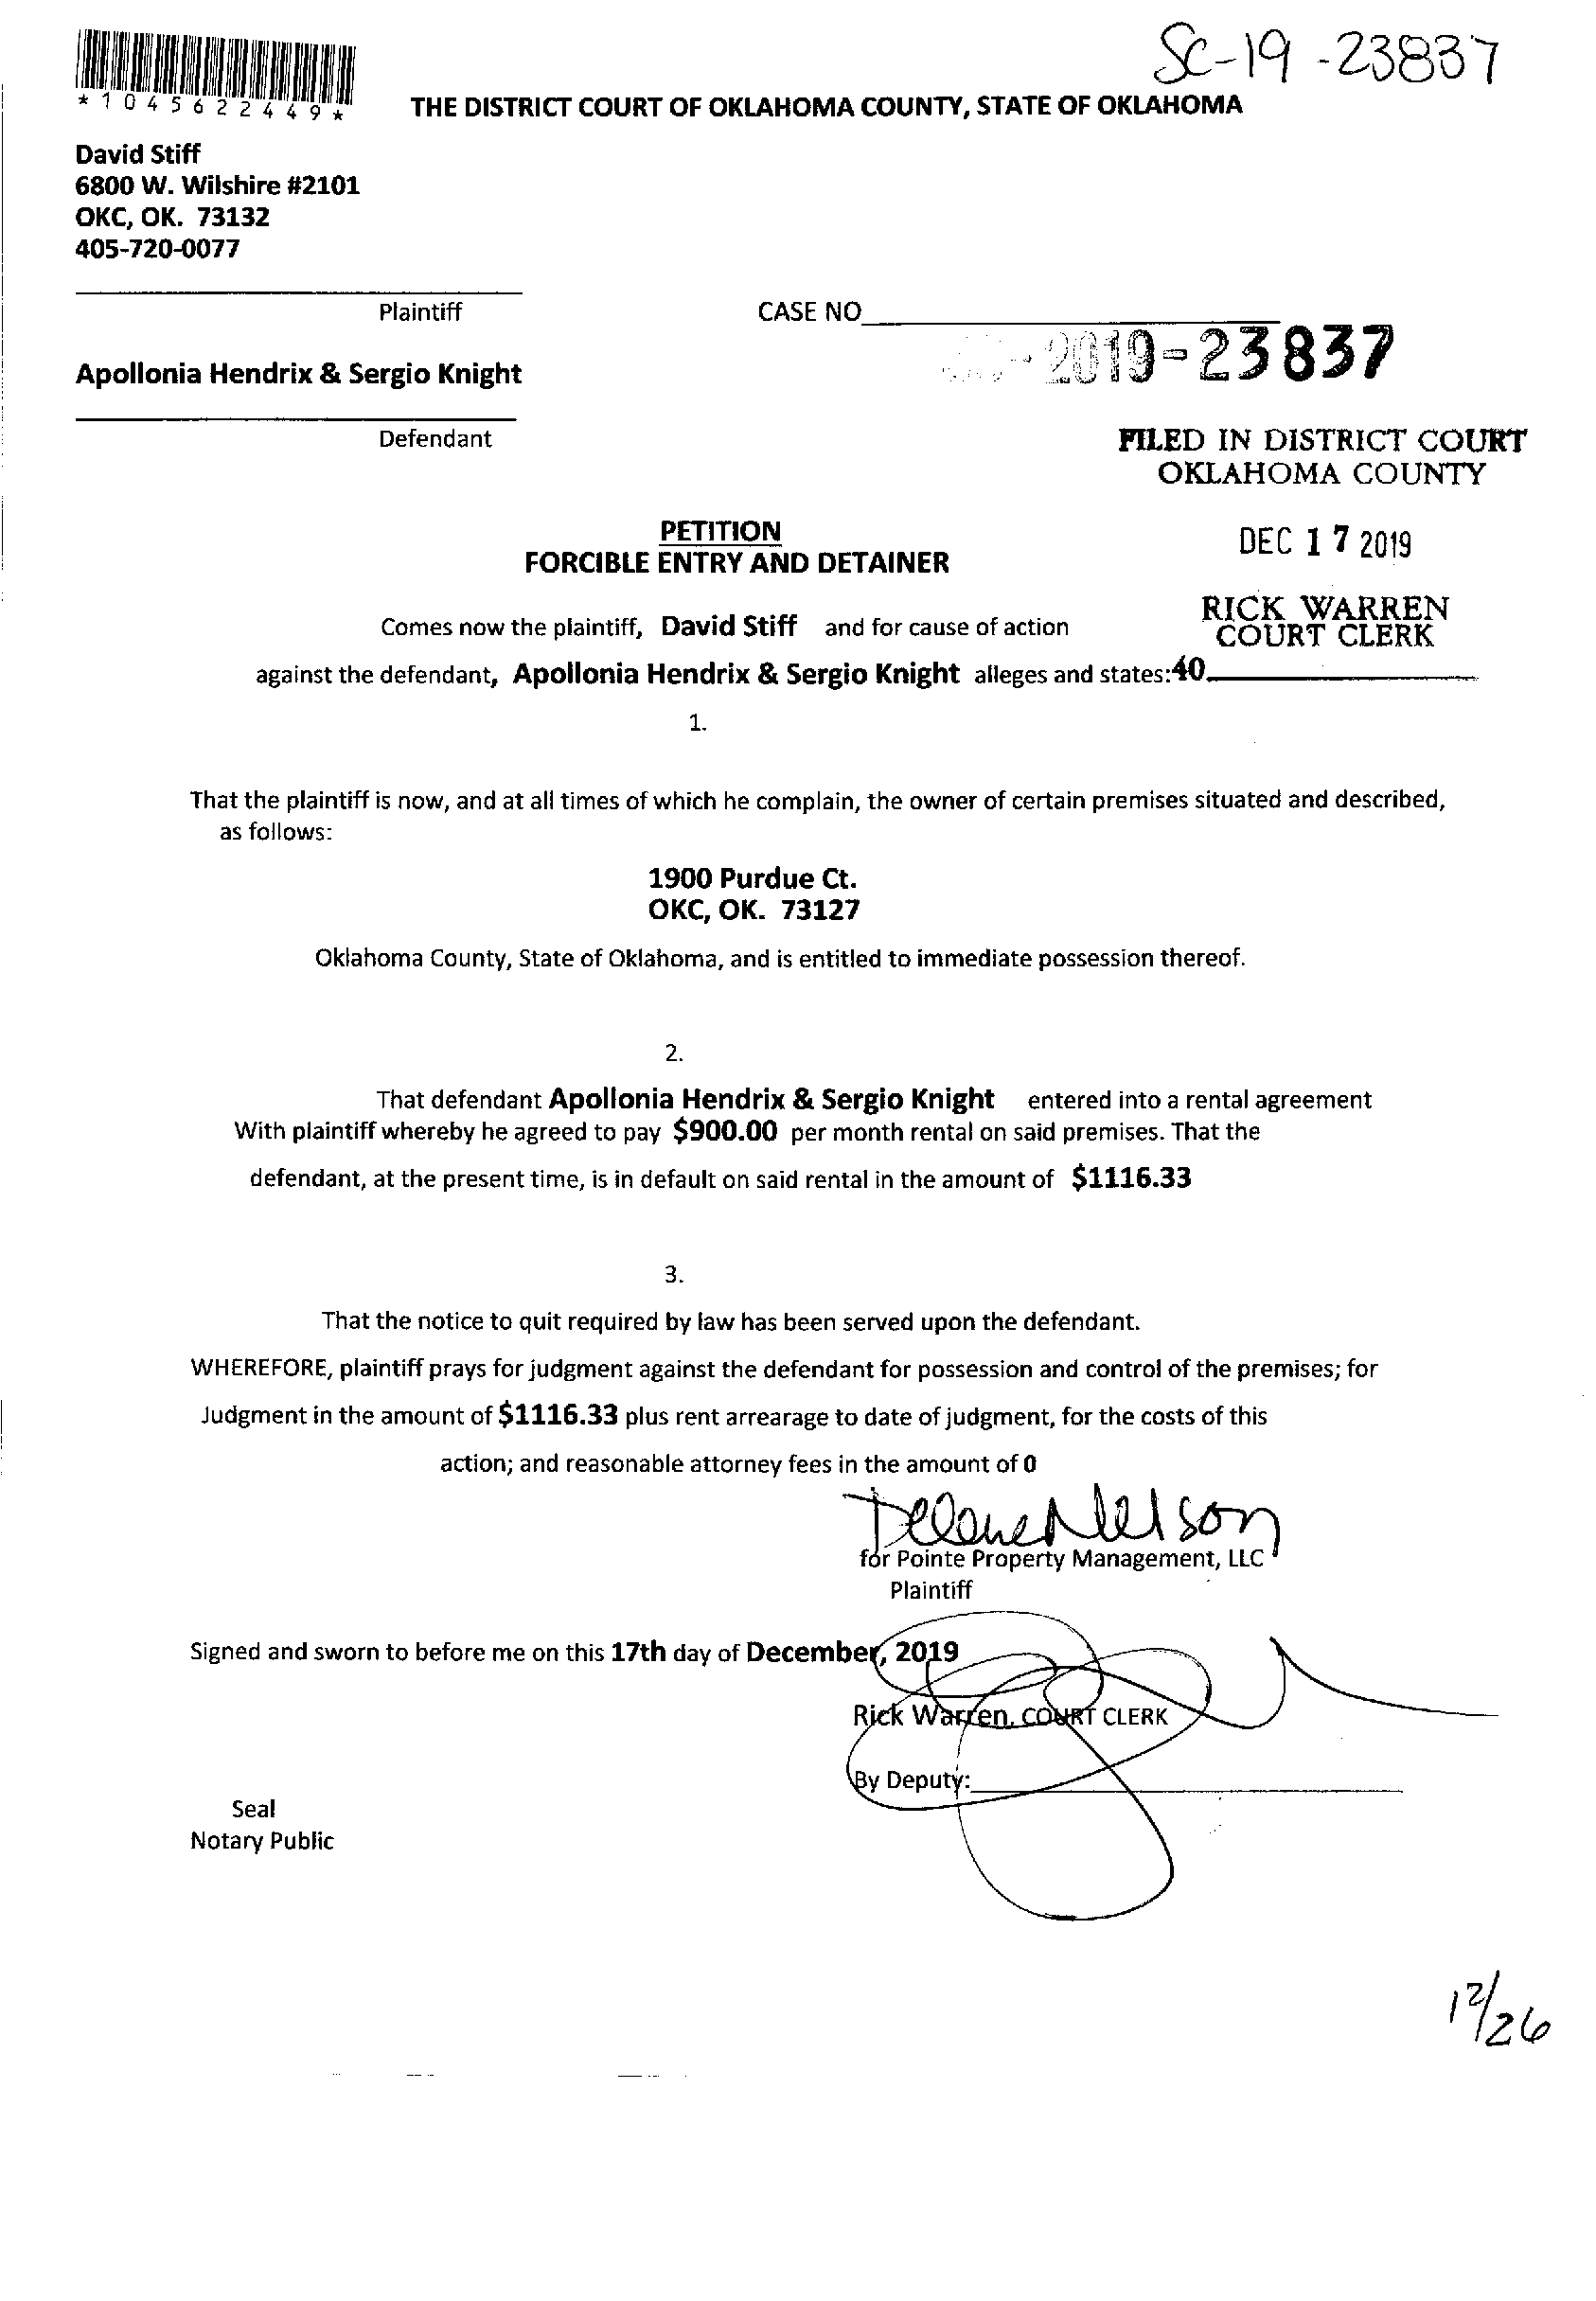 SC-19-23837
*1045622449*
THE DISTRICT COURT OF OKLAHOMA COUNTY, STATE OF OKLAHOMA
David Stiff
6800 W. Wilshire #2101
OKC, OK. 73132
405-720-0077
Plaintiff
CASE NO
-2019-23837
Apollonia Hendrix & Sergio Knight
Defendant
FILED IN DISTRICT COURT
OKLAHOMA COUNTY
PETITION
FORCIBLE ENTRY AND DETAINER
DEC 17 2019
RICK WARREN
COURT CLERK
Comes now the plaintiff, David Stiff and for cause of action
against the defendant, Apollonia Hendrix & Sergio Knight alleges and states:40
1.
That the plaintiff is now, and at all times of which he complain, the owner of certain premises situated and described,
as follows:
1900 Purdue Ct.
OKC, OK. 73127
Oklahoma County, State of Oklahoma, and is entitled to immediate possession thereof.
2.
That defendant Apollonia Hendrix & Sergio Knight entered into a rental agreement
With plaintiff whereby he agreed to pay $900.00 per month rental on said premises. That the
defendant, at the present time, is in default on said rental in the amount of $1116.33
3.
That the notice to quit required by law has been served upon the defendant.
WHEREFORE, plaintiff prays for judgment against the defendant for possession and control of the premises; for
Judgment in the amount of $1116.33 plus rent arrearage to date of judgment, for the costs of this
action; and reasonable attorney fees in the amount of 0
Delene Nelson
for Pointe Property Management, LLC
Plaintiff
Signed and sworn to before me on this 17th day of December, 2019
Rick Warren, COURT CLERK
By Deputy:
Seal
Notary Public
12/26